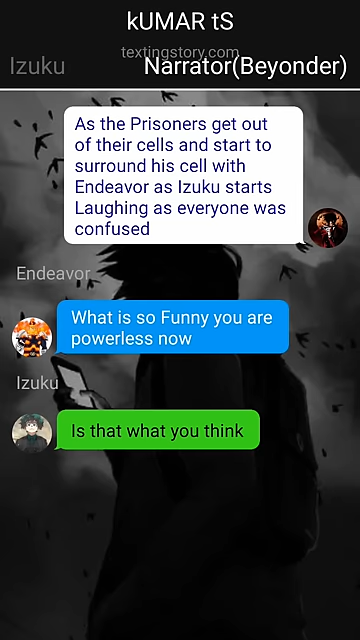 kUMAR tS
textingstory.com
Izuku
Narrator(Beyonder)
As the Prisoners get out
of their cells and start to
surround his cell with
Endeavor as Izuku starts
Laughing as everyone was
confused
Endeavor
What is so Funny you are
powerless now
Izuku
Is that what you think